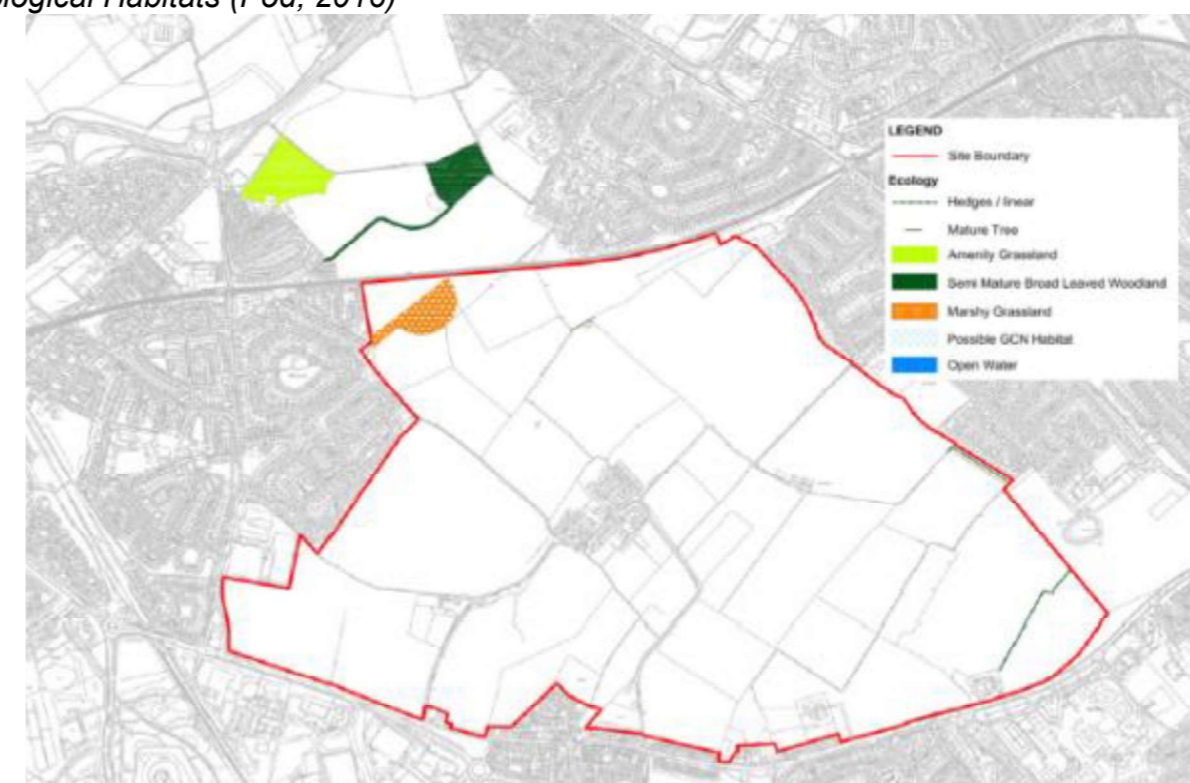 ological Habitats (Pod, 2016)
LEGEND
Site Boundary
Ecology
Hedges / linear
Mature Tree
Amenity Grassland
Semi Mature Broad Leaved Woodland
Marshy Grassland
Possible GCN Habitat
Open Water